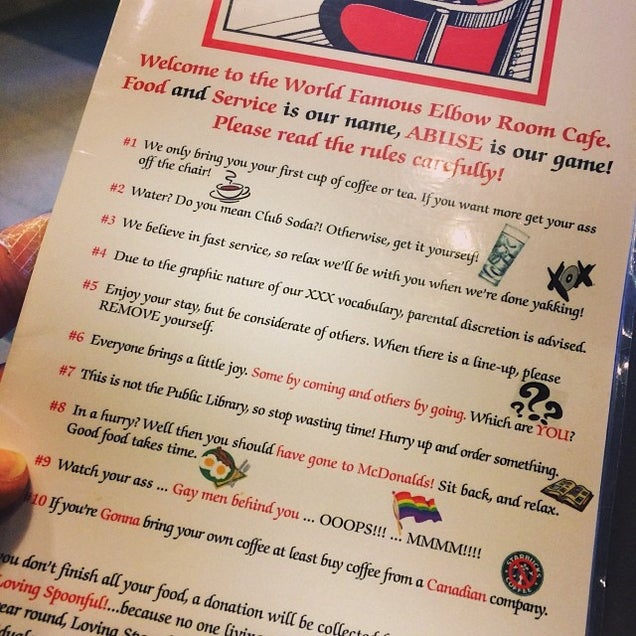 Welcome to the World Famous Elbow Room Cafe.
Food and Service is our name, ABUSE is our game!
Please read the rules carefully!
#1 We only bring you your first cup of coffee or tea. If you want more get your ass
off the chair!
#2 Water? Do you mean Club Soda?! Otherwise, get it yourself!
#3 We believe in fast service, so relax we'll be with you when we're done yakking!
#4 Due to the graphic nature of our XXX vocabulary, parental discretion is advised.
#5 Enjoy your stay, but be considerate of others. When there is a line-up, please
REMOVE yourself.
#6 Everyone brings a little joy. Some by coming and others by going. Which are YOU?
#7 This is not the Public Library, so stop wasting time! Hurry up and order something.
#8 In a hurry? Well then you should have gone to McDonalds! Sit back, and relax.
Good food takes time.
#9 Watch your ass ... Gay men behind you ... OOOPS!!! ... MMMM!!!!
#10 If you're Gonna bring your own coffee at least buy coffee from a Canadian company.
STARBUCKS COFFEE
you don't finish all your food, a donation will be collected
Loving Spoonful!...because no one living
year round, Loving
XOX
???